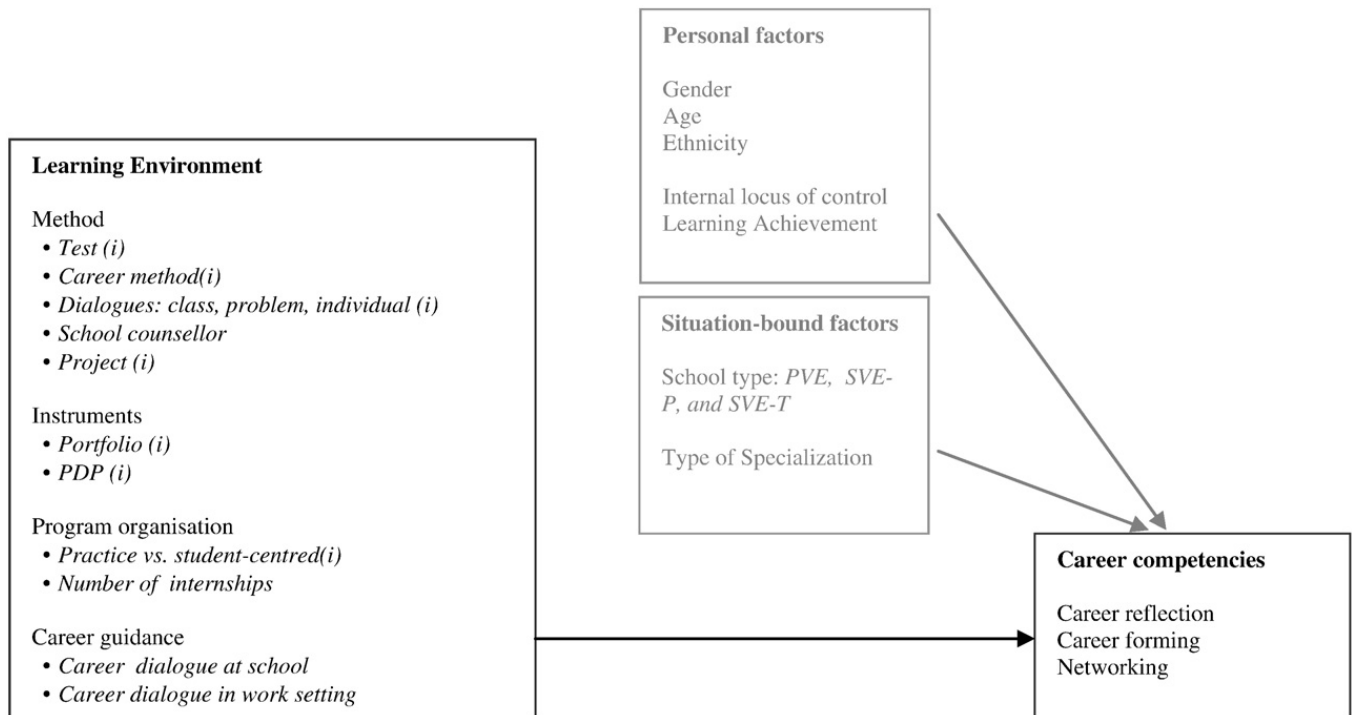 Personal factors
Gender
Age
Ethnicity
Internal locus of control
Learning Achievement
Learning Environment
Method
• Test (i)
• Career method(i)
• Dialogues: class, problem, individual (i)
• School counsellor
• Project (i)
Instruments
• Portfolio (i)
• PDP (i)
Program organisation
• Practice vs. student-centred(i)
• Number of internships
Career guidance
• Career dialogue at school
• Career dialogue in work setting
Situation-bound factors
School type: PVE, SVE-
P, and SVE-T
Type of Specialization
Career competencies
Career reflection
Career forming
Networking